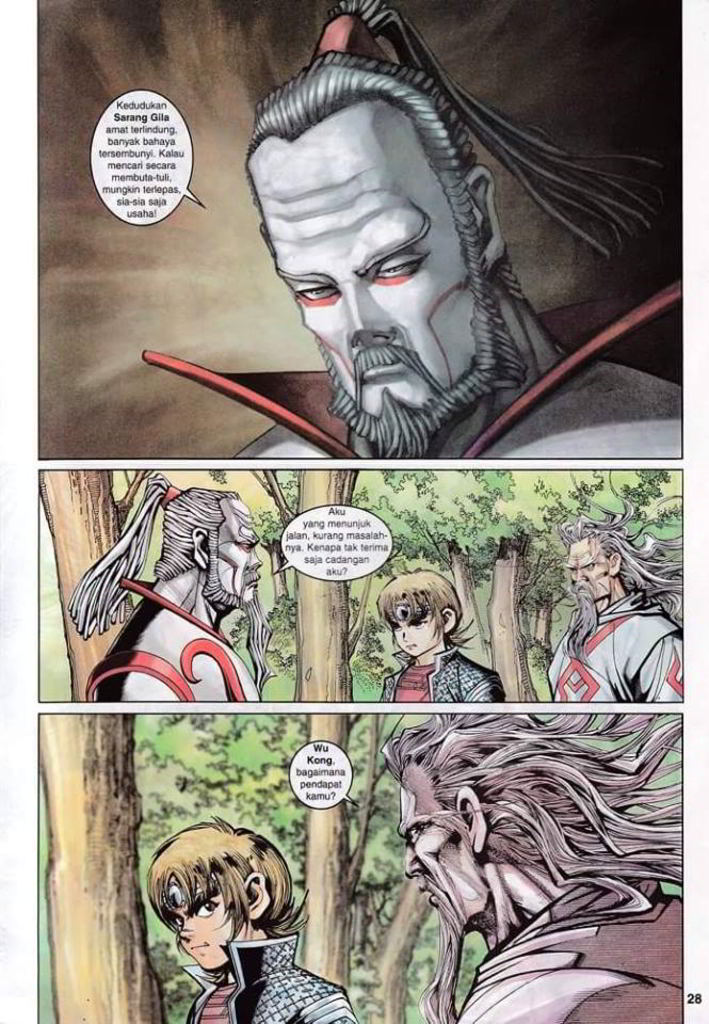 Kedudukan
Sarang Gila
amat terlindung,
banyak bahaya
tersembunyi. Kalau
mencari secara
membuta-tuli,
mungkin terlepas,
sia-sia saja
usaha!
Aku
yang menunjuk
jalan, kurang masalah-
nya. Kenapa tak terima
saja cadangan
aku?
Wu
Kong,
bagaimana
pendapat
kamu?
28